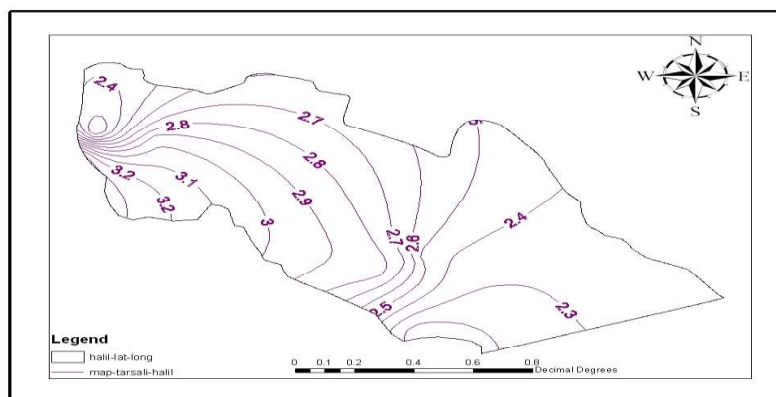 N
W E
S
2.4
2.8
2.7
2.8
3.2
3.1
3.2
2.9
3
2.7
2.6
2.4
2.5
2.3
Legend
halil-lat-long
map-tarsali-halil
0 0.1 0.2 0.4 0.6 0.8
Decimal Degrees